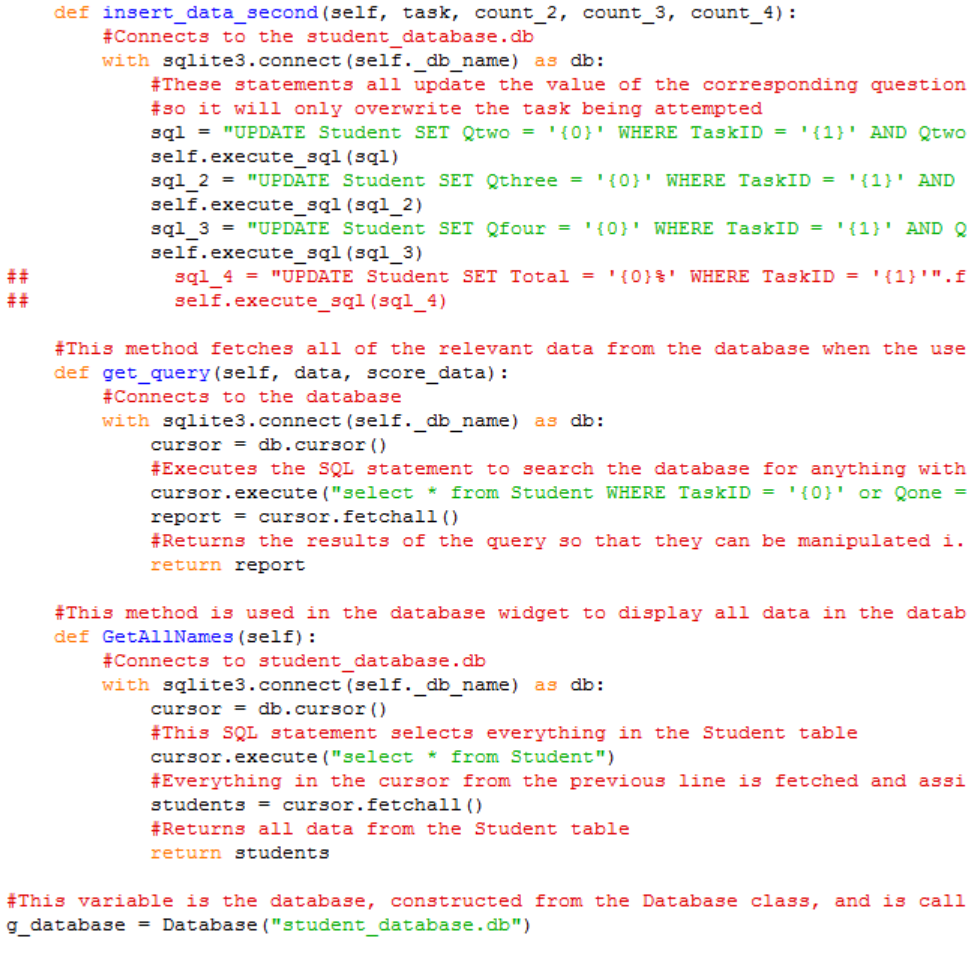 def insert_data_second(self, task, count_2, count_3, count_4):
        #Connects to the student_database.db
        with sqlite3.connect(self._db_name) as db:
            #These statements all update the value of the corresponding question
            #so it will only overwrite the task being attempted
            sql = "UPDATE Student SET Qtwo = '{0}' WHERE TaskID = '{1}' AND Qtwo
            self.execute_sql(sql)
            sql_2 = "UPDATE Student SET Qthree = '{0}' WHERE TaskID = '{1}' AND
            self.execute_sql(sql_2)
            sql_3 = "UPDATE Student SET Qfour = '{0}' WHERE TaskID = '{1}' AND Q
            self.execute_sql(sql_3)
##            sql_4 = "UPDATE Student SET Total = '{0}%' WHERE TaskID = '{1}'".f
##            self.execute_sql(sql_4)

    #This method fetches all of the relevant data from the database when the use
    def get_query(self, data, score_data):
        #Connects to the database
        with sqlite3.connect(self._db_name) as db:
            cursor = db.cursor()
            #Executes the SQL statement to search the database for anything with
            cursor.execute("select * from Student WHERE TaskID = '{0}' or Qone =
            report = cursor.fetchall()
            #Returns the results of the query so that they can be manipulated i.
            return report

    #This method is used in the database widget to display all data in the datab
    def GetAllNames(self):
        #Connects to student_database.db
        with sqlite3.connect(self._db_name) as db:
            cursor = db.cursor()
            #This SQL statement selects everything in the Student table
            cursor.execute("select * from Student")
            #Everything in the cursor from the previous line is fetched and assi
            students = cursor.fetchall()
            #Returns all data from the Student table
            return students

#This variable is the database, constructed from the Database class, and is call
g_database = Database("student_database.db")